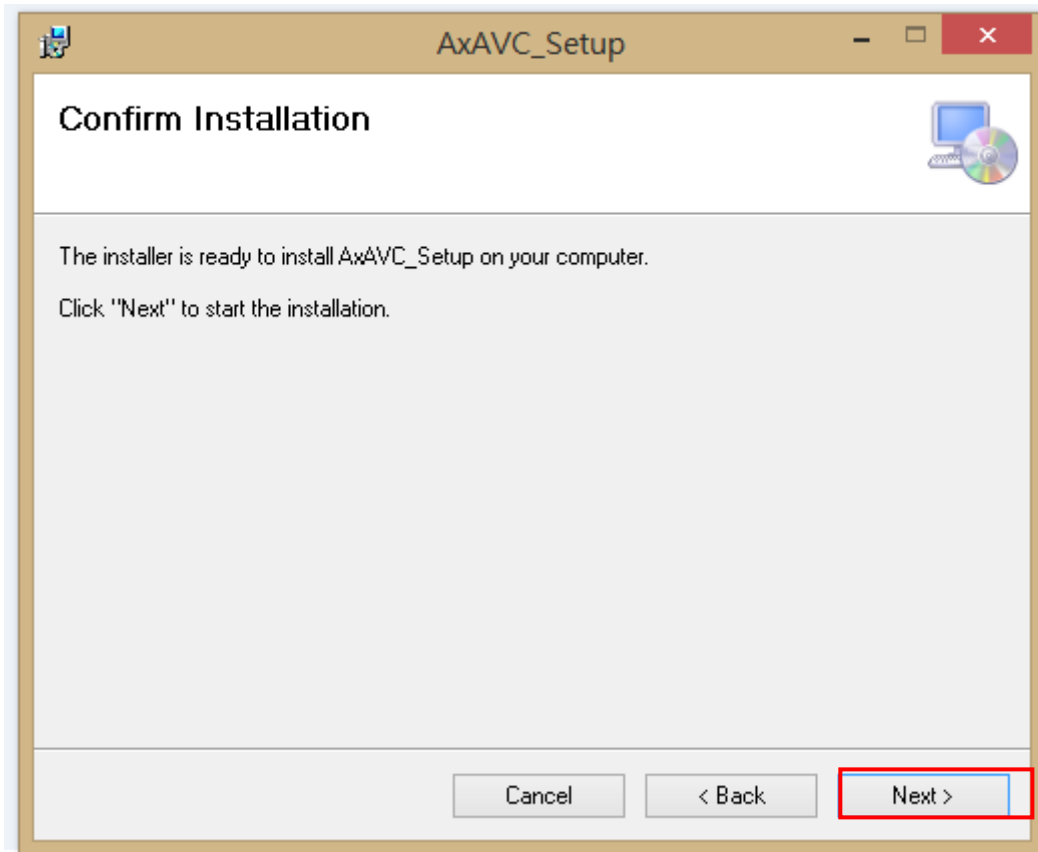 AxAVC_Setup
Confirm Installation
The installer is ready to install AxAVC_Setup on your computer.
Click "Next" to start the installation.
Cancel
< Back
Next >